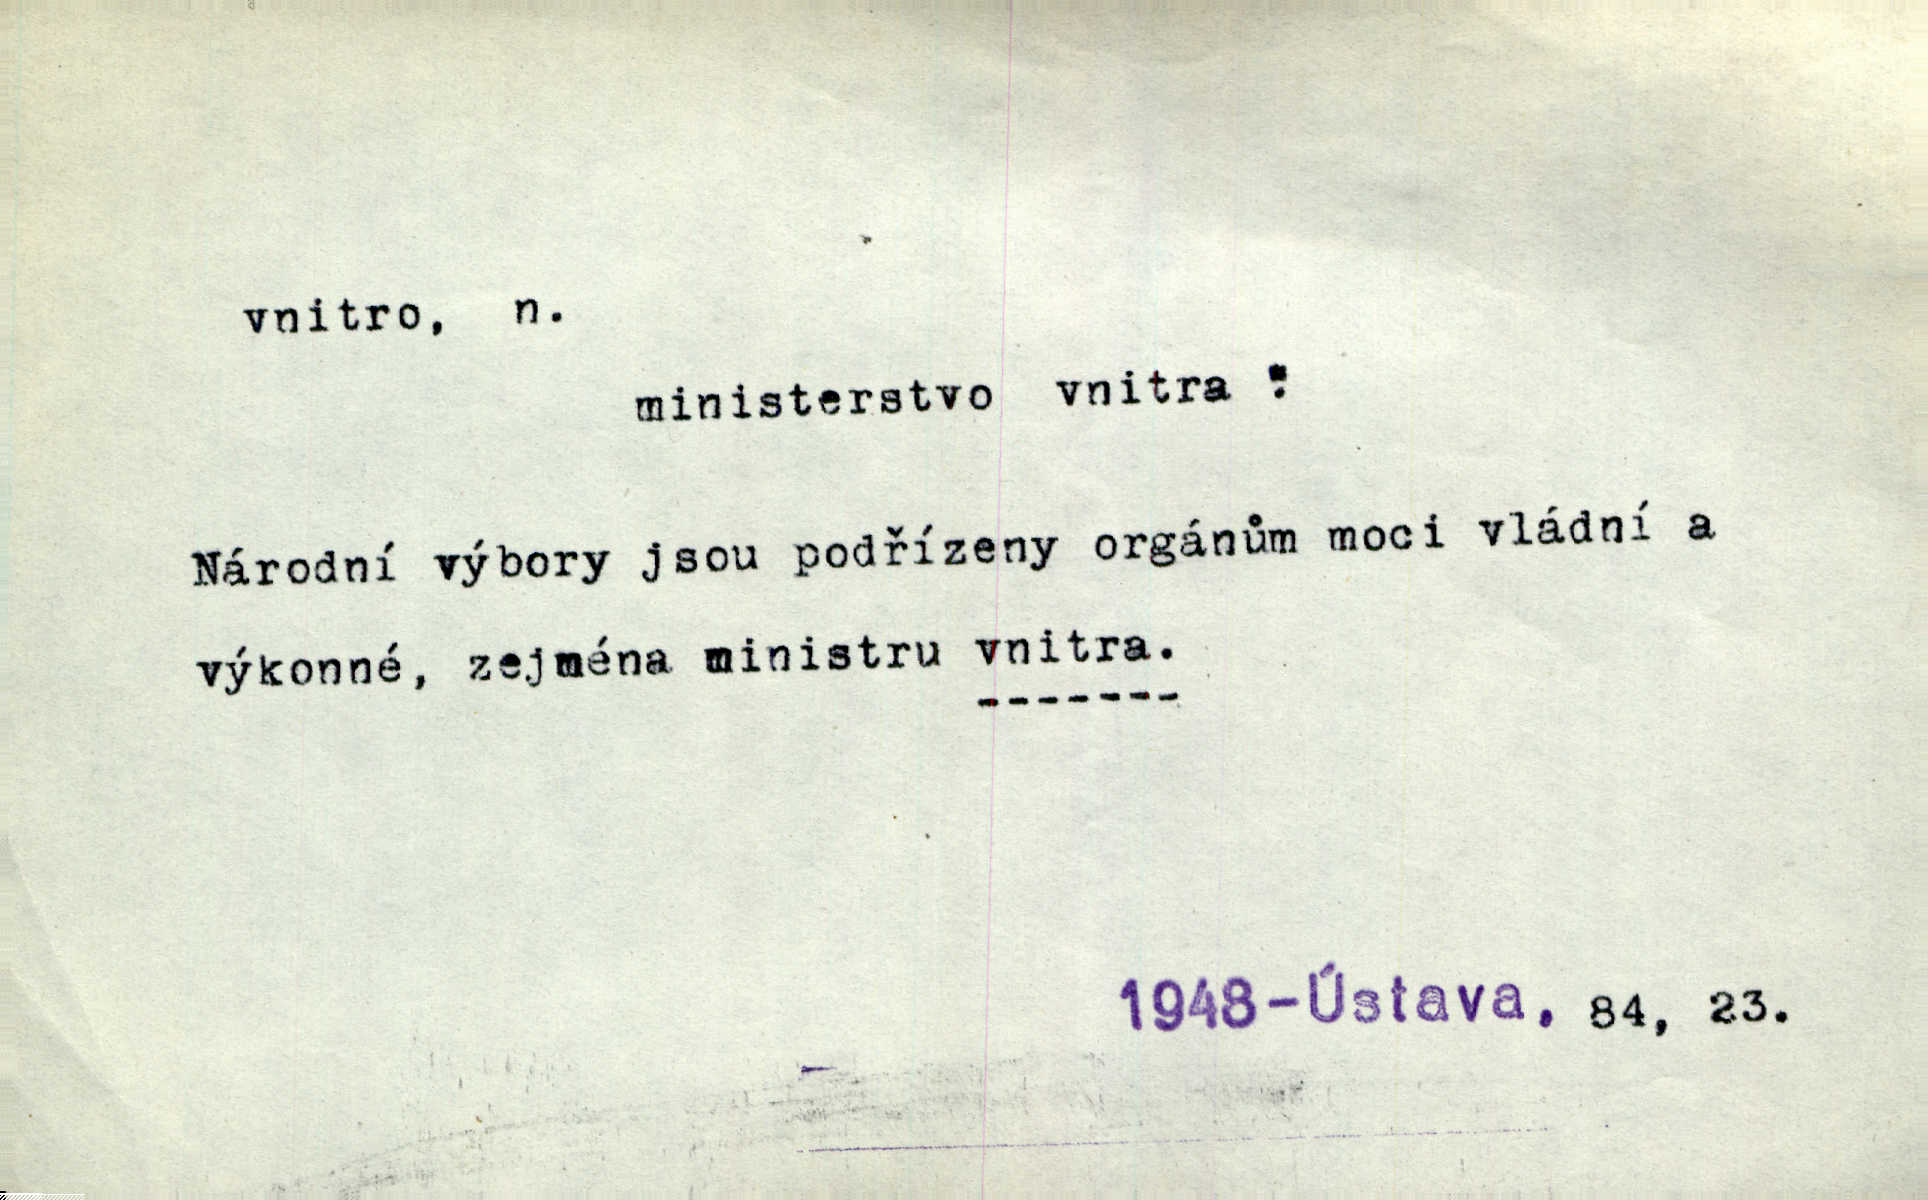 vnitro, n.
ministerstvo vnitra :
Národní výbory jsou podřízeny orgánům moci vládní a
výkonné, zejména ministru vnitra.
-------
1948-Ústava, 84, 23.